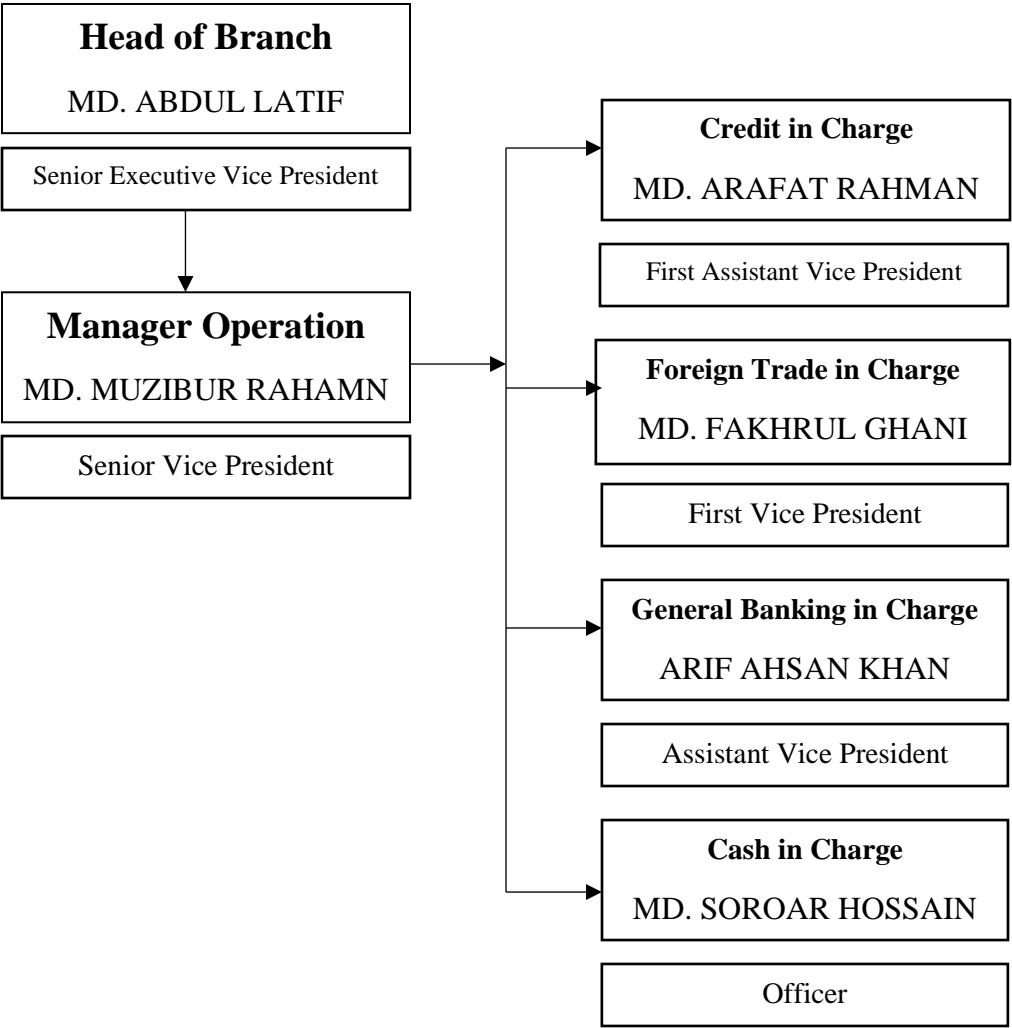 Head of Branch
MD. ABDUL LATIF
Senior Executive Vice President
Manager Operation
MD. MUZIBUR RAHAMN
Senior Vice President
Credit in Charge
MD. ARAFAT RAHMAN
First Assistant Vice President
Foreign Trade in Charge
MD. FAKHRUL GHANI
First Vice President
General Banking in Charge
ARIF AHSAN KHAN
Assistant Vice President
Cash in Charge
MD. SOROAR HOSSAIN
Officer